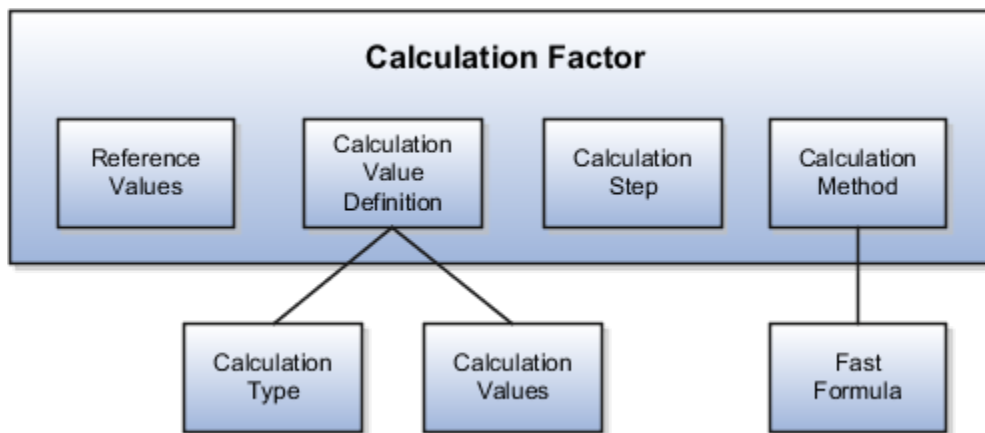 Calculation Factor
Reference
Values
Calculation
Value
Definition
Calculation
Step
Calculation
Method
Calculation
Type
Calculation
Values
Fast
Formula